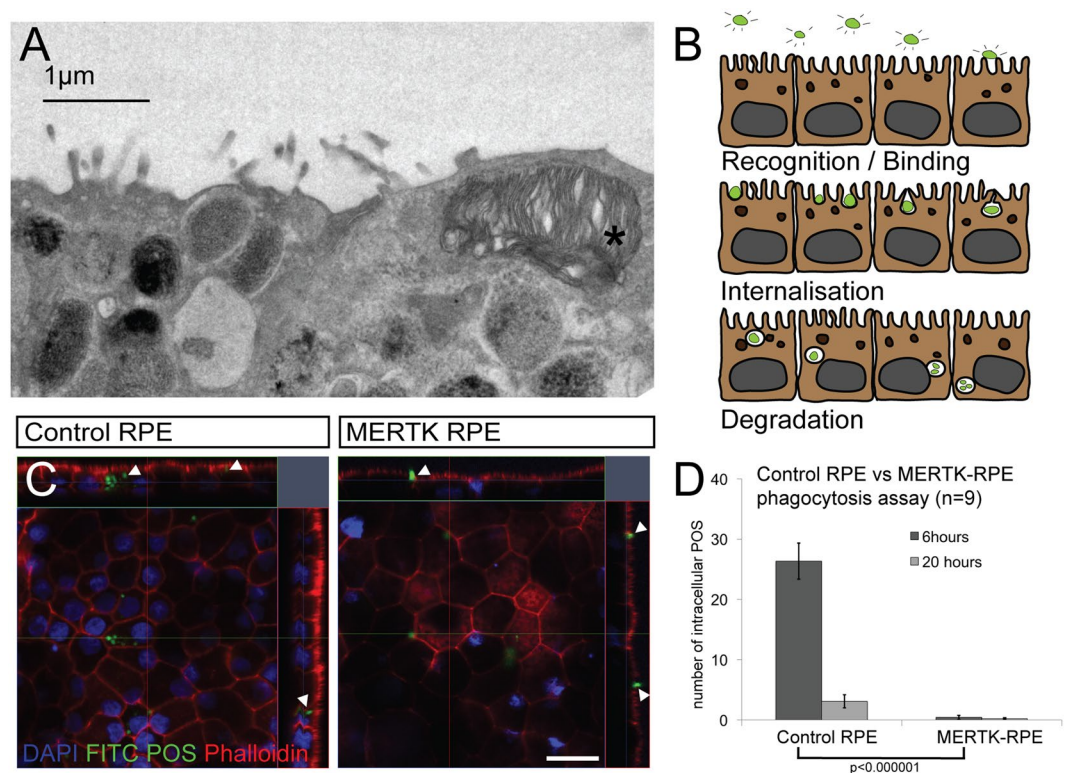 A
1µm
*
B
Recognition / Binding
Internalisation
Degradation
Control RPE
MERTK RPE
C
DAPI FITC POS Phalloidin
D
Control RPE vs MERTK-RPE
phagocytosis assay (n=9)
number of intracellular POS
40
30
20
10
0
6hours
20 hours
Control RPE
MERTK-RPE
p<0.000001